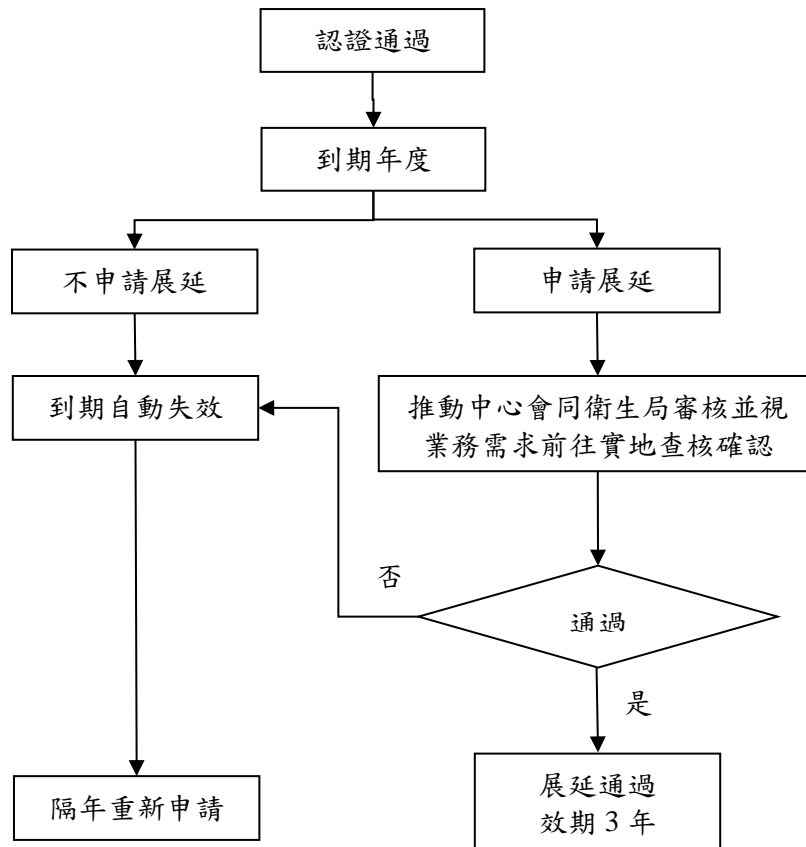 認證通過
到期年度
不申請展延
申請展延
到期自動失效
推動中心會同衛生局審核並視
業務需求前往實地查核確認
否
通過
是
隔年重新申請
展延通過
效期 3 年